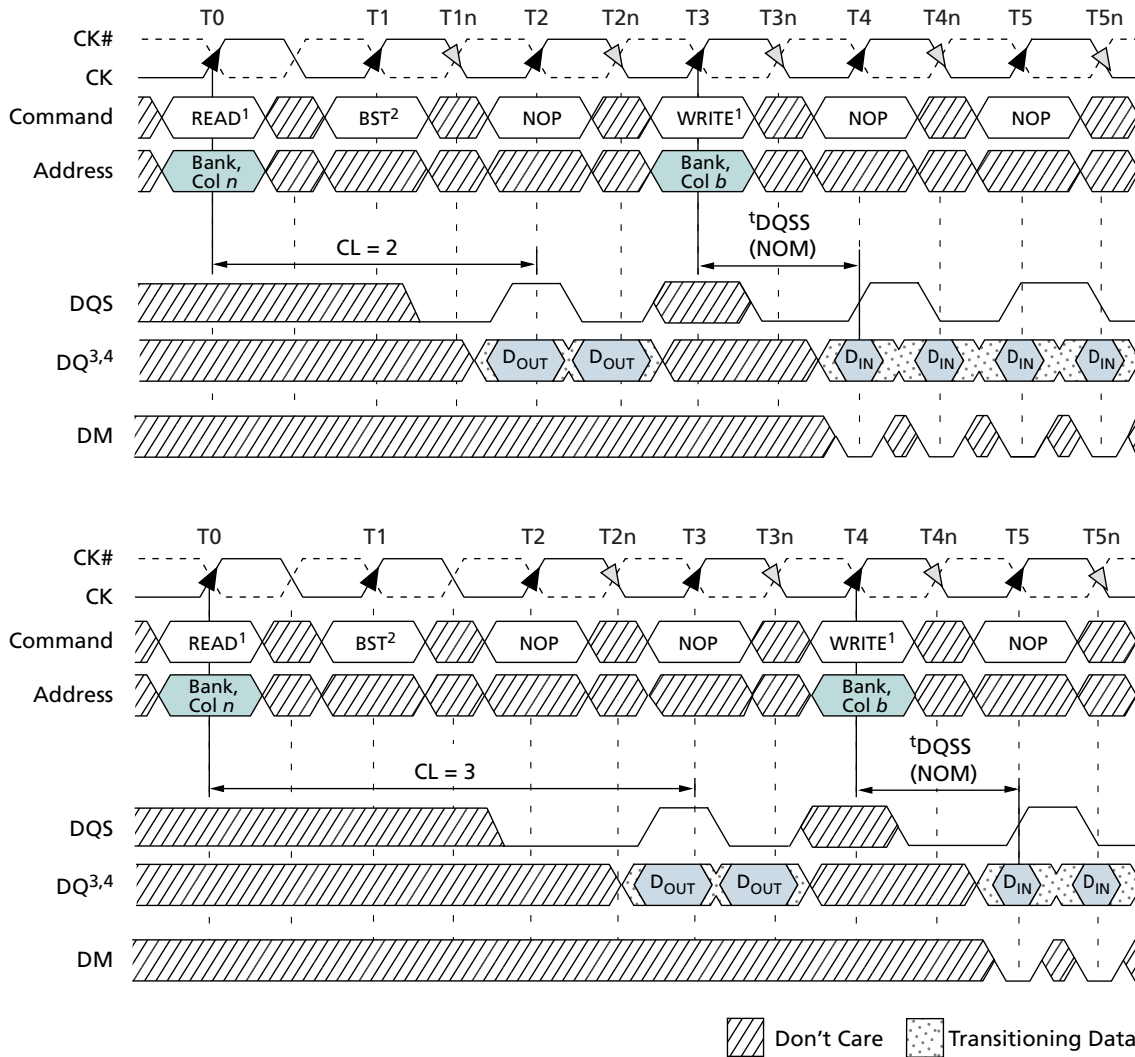 T0 T1 T1n T2 T2n T3 T3n T4 T4n T5 T5n
CK#
CK
Command READ1 BST2 NOP WRITE1 NOP NOP
Address Bank, Col n Bank, Col b
CL = 2
tDQSS
(NOM)
DQS
DQ3,4 DOUT DOUT DIN DIN DIN DIN
DM
T0 T1 T2 T2n T3 T3n T4 T4n T5 T5n
CK#
CK
Command READ1 BST2 NOP NOP WRITE1 NOP
Address Bank, Col n Bank, Col b
CL = 3
tDQSS
(NOM)
DQS
DQ3,4 DOUT DOUT DIN DIN
DM
Don't Care Transitioning Data